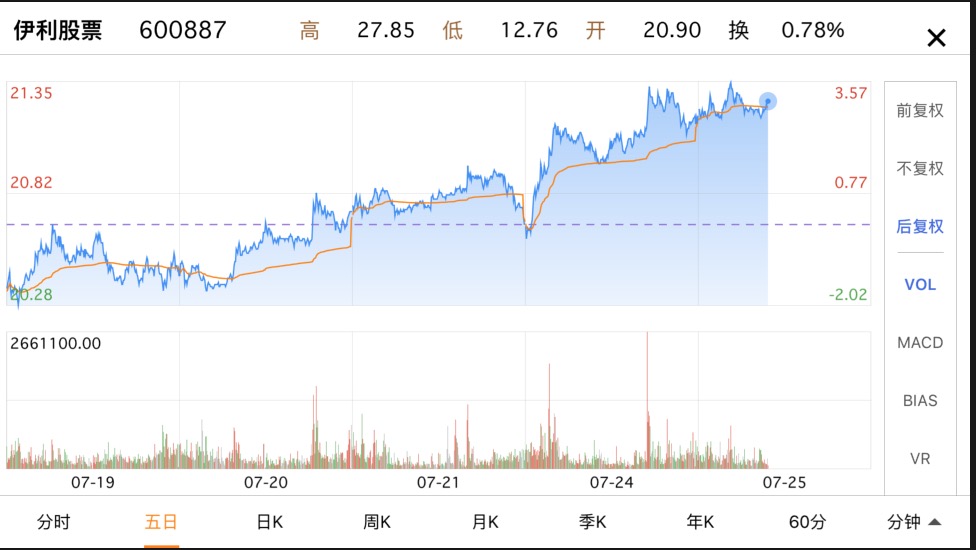 伊利股票 600887 高 27.85 低 12.76 开 20.90 换 0.78%
21.35 3.57
前复权
不复权
20.82 0.77
后复权
VOL
20.28 -2.02
2661100.00
MACD
BIAS
VR
07-19 07-20 07-21 07-24 07-25
分时 五日 日K 周K 月K 季K 年K 60分 分钟